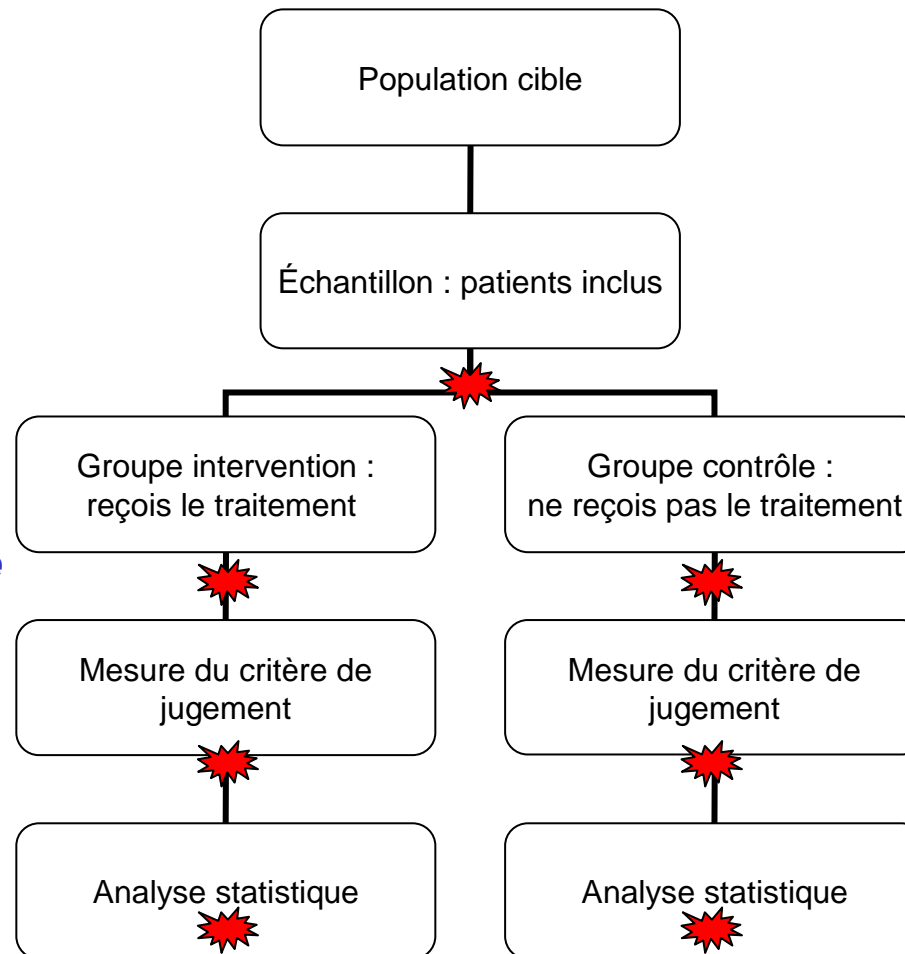 Population cible
Échantillon : patients inclus
Groupe intervention :
reçois le traitement
Groupe contrôle :
ne reçois pas le traitement
Mesure du critère de
jugement
Mesure du critère de
jugement
Analyse statistique
Analyse statistique